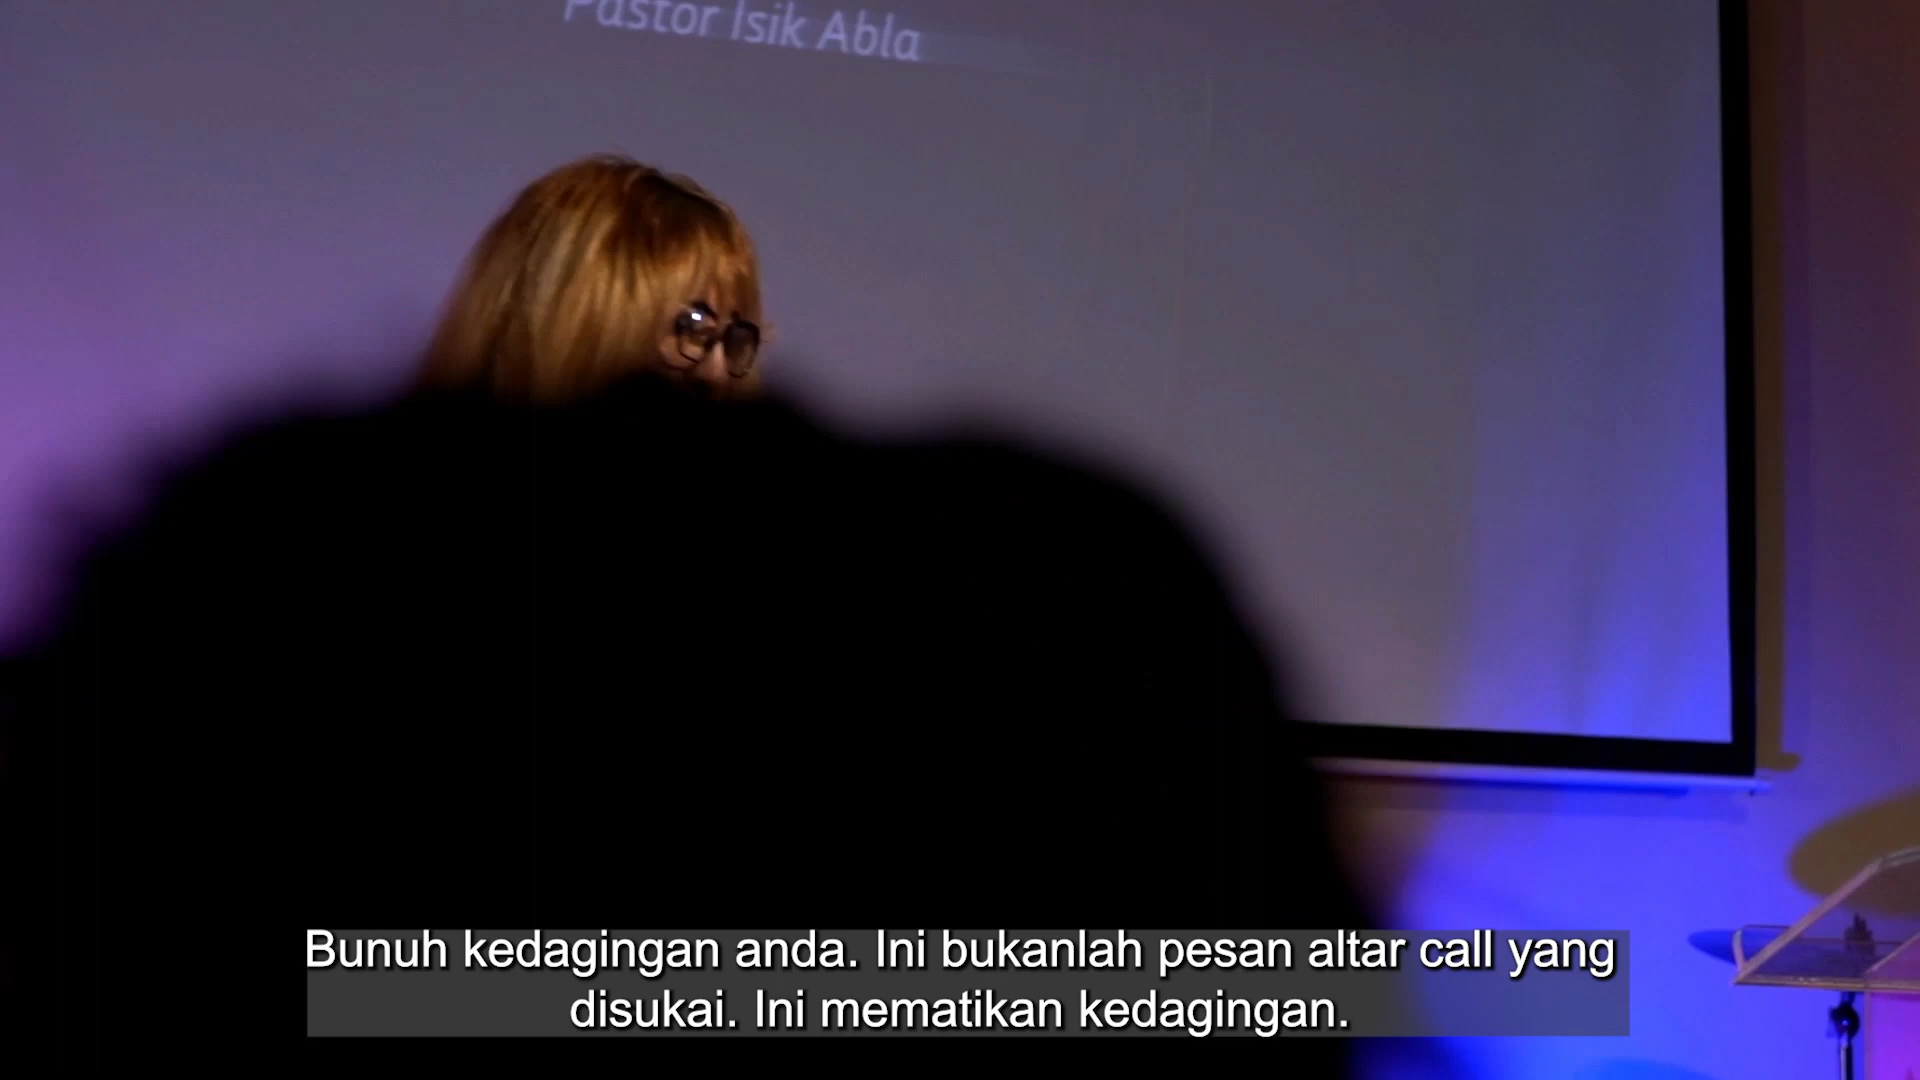 Pastor Isik Abla
Bunuh kedagingan anda. Ini bukanlah pesan altar call yang
disukai. Ini mematikan kedagingan.